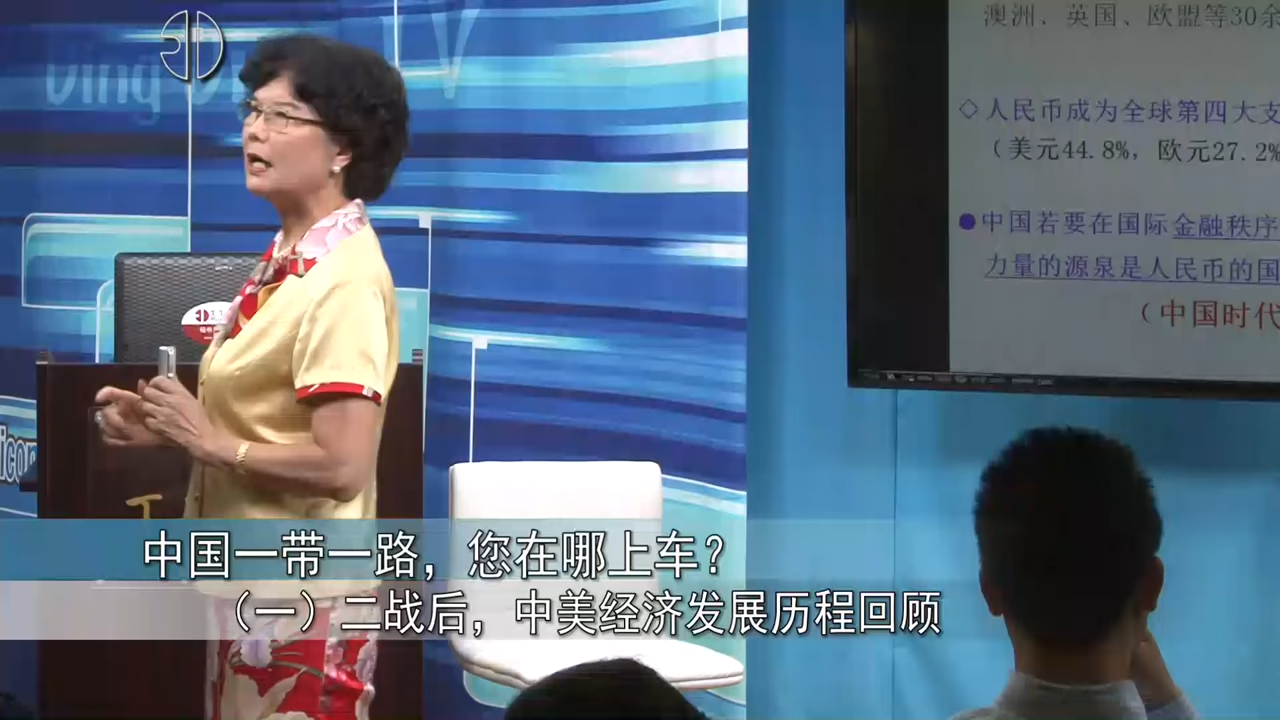 Ding Ding TV
澳洲、英国、欧盟等30余
◇人民币成为全球第四大支
（美元44.8%，欧元27.2%
●中国若要在国际金融秩序
力量的源泉是人民币的国
（中国时代
中国一带一路，您在哪上车？
（一）二战后，中美经济发展历程回顾